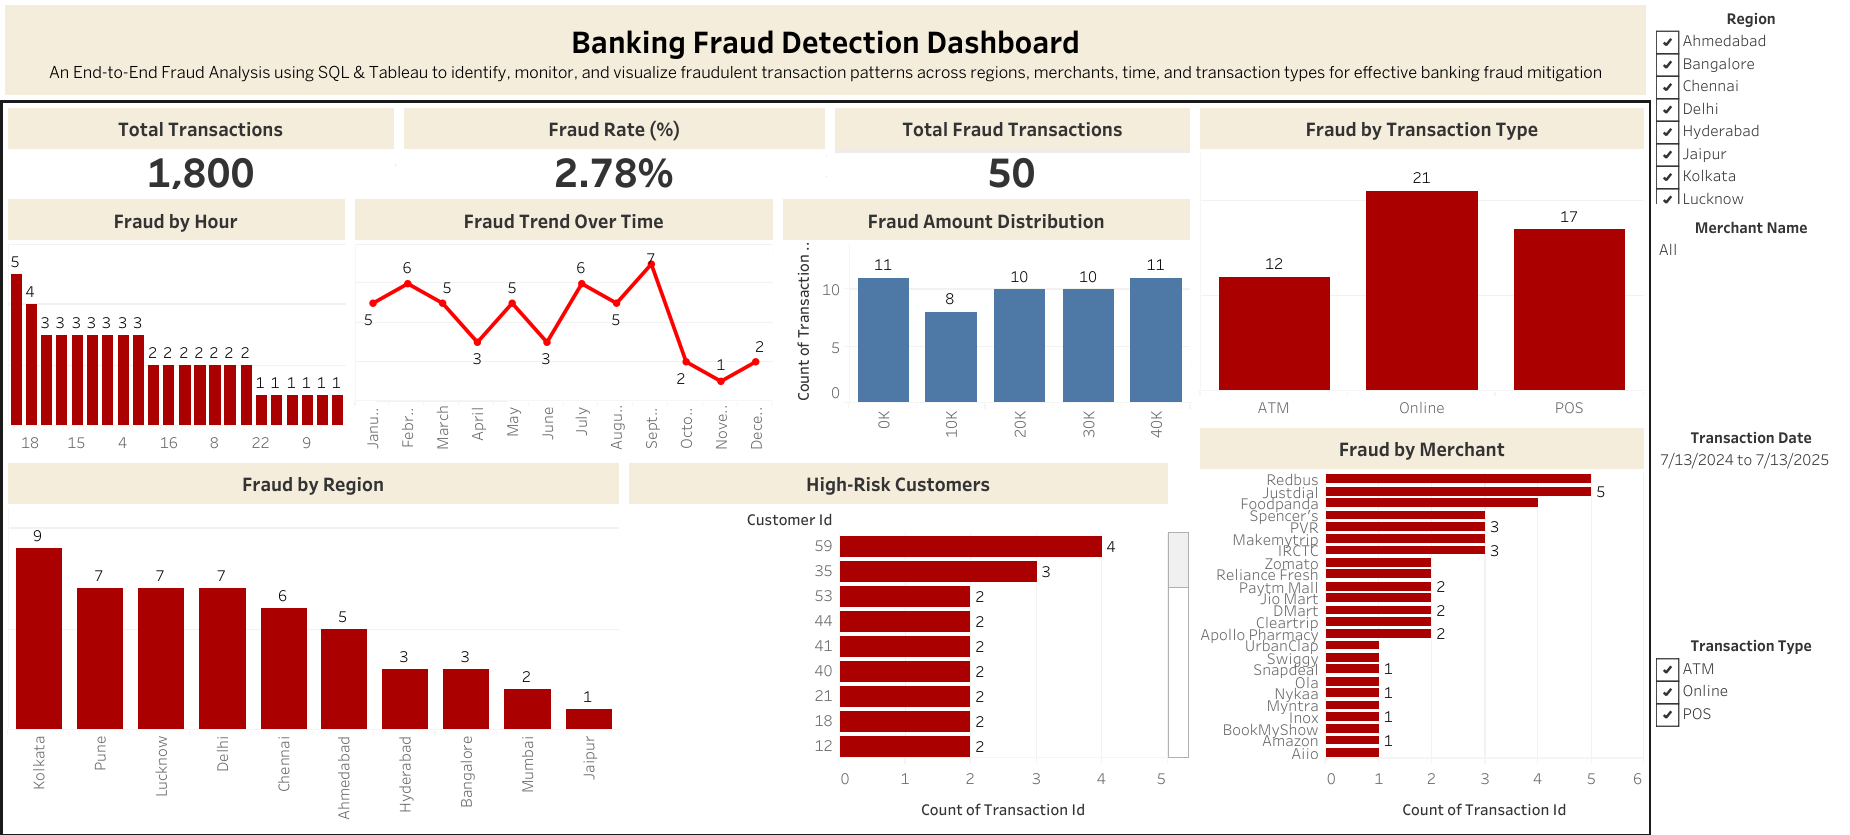 Banking Fraud Detection Dashboard
An End-to-End Fraud Analysis using SQL & Tableau to identify, monitor, and visualize fraudulent transaction patterns across regions, merchants, time, and transaction types for effective banking fraud mitigation
Total Transactions
1,800
Fraud Rate (%)
2.78%
Total Fraud Transactions
50
Fraud by Transaction Type
12
21
17
ATM
Online
POS
Fraud by Hour
5
4
3 3 3 3 3 3 3
2 2 2 2 2 2 2
1 1 1 1 1 1
18 15 4 16 8 22 9
Fraud Trend Over Time
5
6
5
3
5
3
6
5
7
2
1
2
Janu..
Febr..
March
April
May
June
July
Augu..
Sept..
Octo..
Nove..
Dece..
Fraud Amount Distribution
Count of Transaction ..
10
5
0
11
8
10
10
11
0K
10K
20K
30K
40K
Fraud by Region
9
7
7
7
6
5
3
3
2
1
Kolkata
Pune
Lucknow
Delhi
Chennai
Ahmedabad
Hyderabad
Bangalore
Mumbai
Jaipur
High-Risk Customers
Customer Id
59 4
35 3
53 2
44 2
41 2
40 2
21 2
18 2
12 2
0 1 2 3 4 5
Count of Transaction Id
Fraud by Merchant
Redbus
Justdial 5
Foodpanda
Spencer's
PVR 3
Makemytrip
IRCTC 3
Zomato
Reliance Fresh
Paytm Mall 2
Jio Mart
DMart 2
Cleartrip
Apollo Pharmacy 2
UrbanClap
Swiggy
Snapdeal 1
Ola
Nykaa 1
Myntra
Inox 1
BookMyShow
Amazon 1
Ajio
0 1 2 3 4 5 6
Count of Transaction Id
Region
Ahmedabad
Bangalore
Chennai
Delhi
Hyderabad
Jaipur
Kolkata
Lucknow
Merchant Name
All
Transaction Date
7/13/2024 to 7/13/2025
Transaction Type
ATM
Online
POS